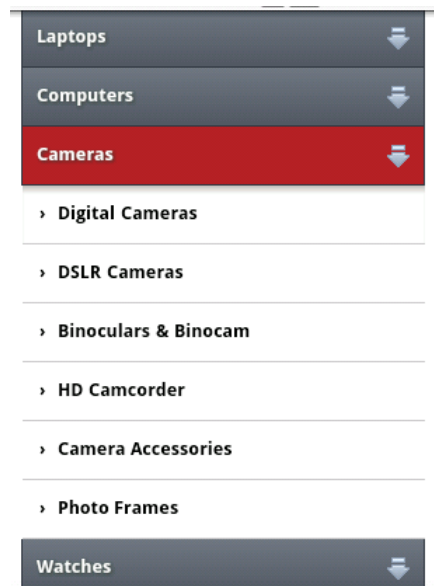 Laptops
Computers
Cameras
› Digital Cameras
› DSLR Cameras
› Binoculars & Binocam
› HD Camcorder
› Camera Accessories
› Photo Frames
Watches